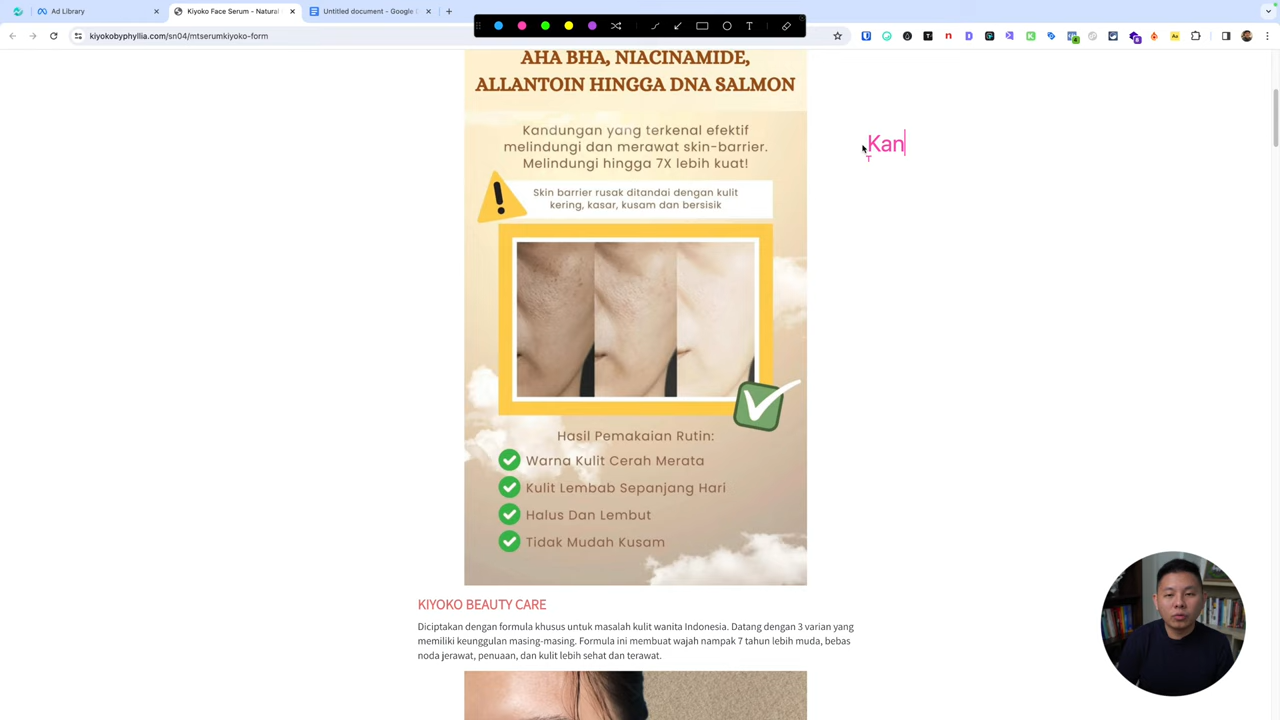 Ad Library
Kiyoko Face Serum - Natural
Untitled document - Google
kiyokobyphyllia.com/sn04/mtserumkiyoko-form
T
AHA BHA, NIACINAMIDE,
ALLANTOIN HINGGA DNA SALMON
Kandungan yang terkenal efektif
melindungi dan merawat skin-barrier.
Melindungi hingga 7X lebih kuat!
Kan
T
Skin barrier rusak ditandai dengan kulit
kering, kasar, kusam dan bersisik
Hasil Pemakaian Rutin:
Warna Kulit Cerah Merata
Kulit Lembab Sepanjang Hari
Halus Dan Lembut
Tidak Mudah Kusam
KIYOKO BEAUTY CARE
Diciptakan dengan formula khusus untuk masalah kulit wanita Indonesia. Datang dengan 3 varian yang
memiliki keunggulan masing-masing. Formula ini membuat wajah nampak 7 tahun lebih muda, bebas
noda jerawat, penuaan, dan kulit lebih sehat dan terawat.